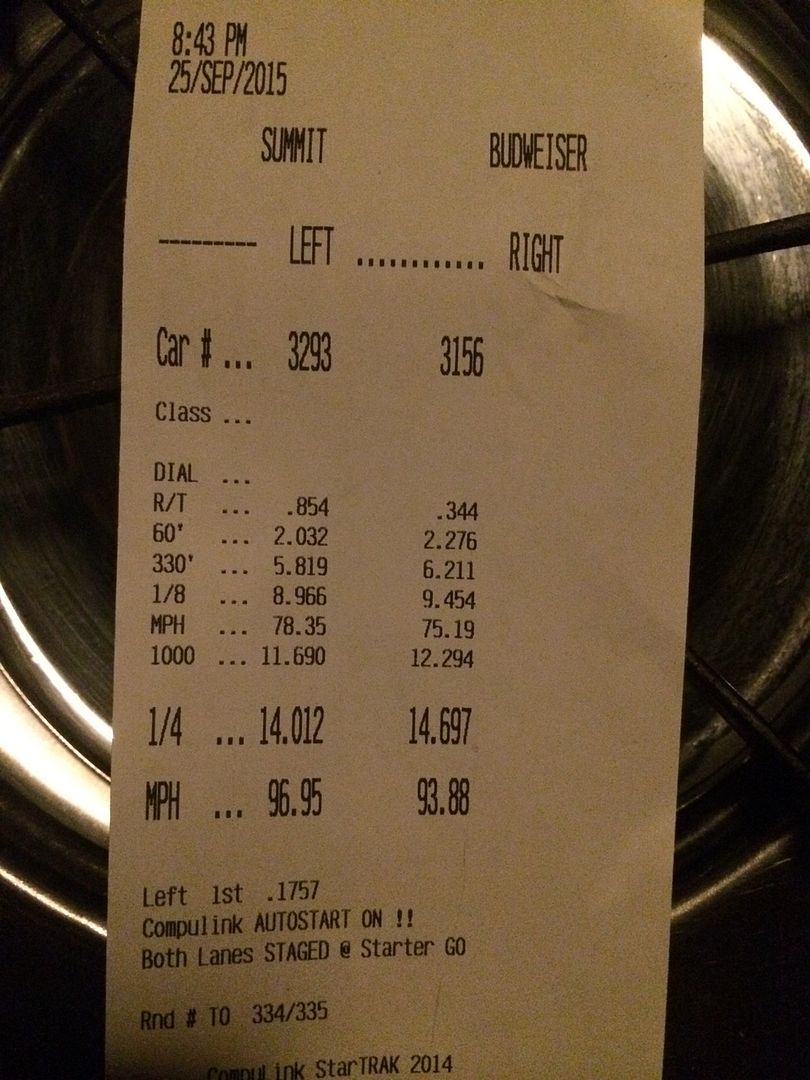 8:43 PM
25/SEP/2015
SUMMIT BUDWEISER
--------- LEFT ............ RIGHT
Car # ... 3293 3156
Class ...
DIAL ...
R/T ... .854 .344
60' ... 2.032 2.276
330' ... 5.819 6.211
1/8 ... 8.966 9.454
MPH ... 78.35 75.19
1000 ... 11.690 12.294
1/4 ... 14.012 14.697
MPH ... 96.95 93.88
Left 1st .1757
Compulink AUTOSTART ON !!
Both Lanes STAGED @ Starter GO
Rnd # TO 334/335
CompuLink StarTRAK 2014